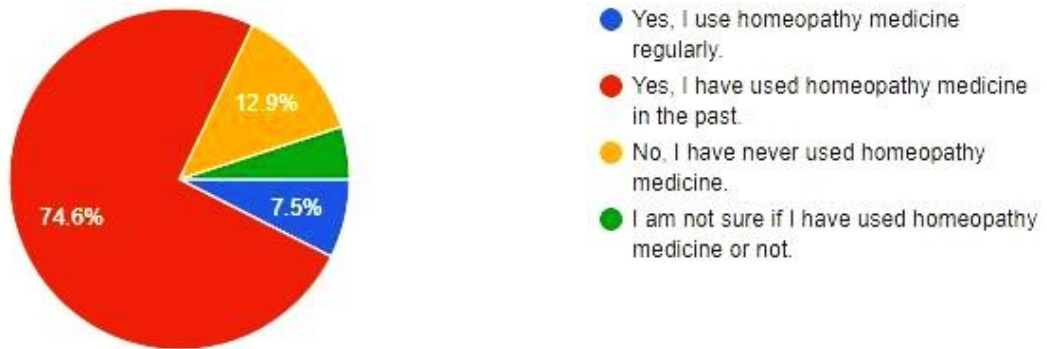 12.9%
74.6%
7.5%
Yes, I use homeopathy medicine
regularly.
Yes, I have used homeopathy medicine
in the past.
No, I have never used homeopathy
medicine.
I am not sure if I have used homeopathy
medicine or not.